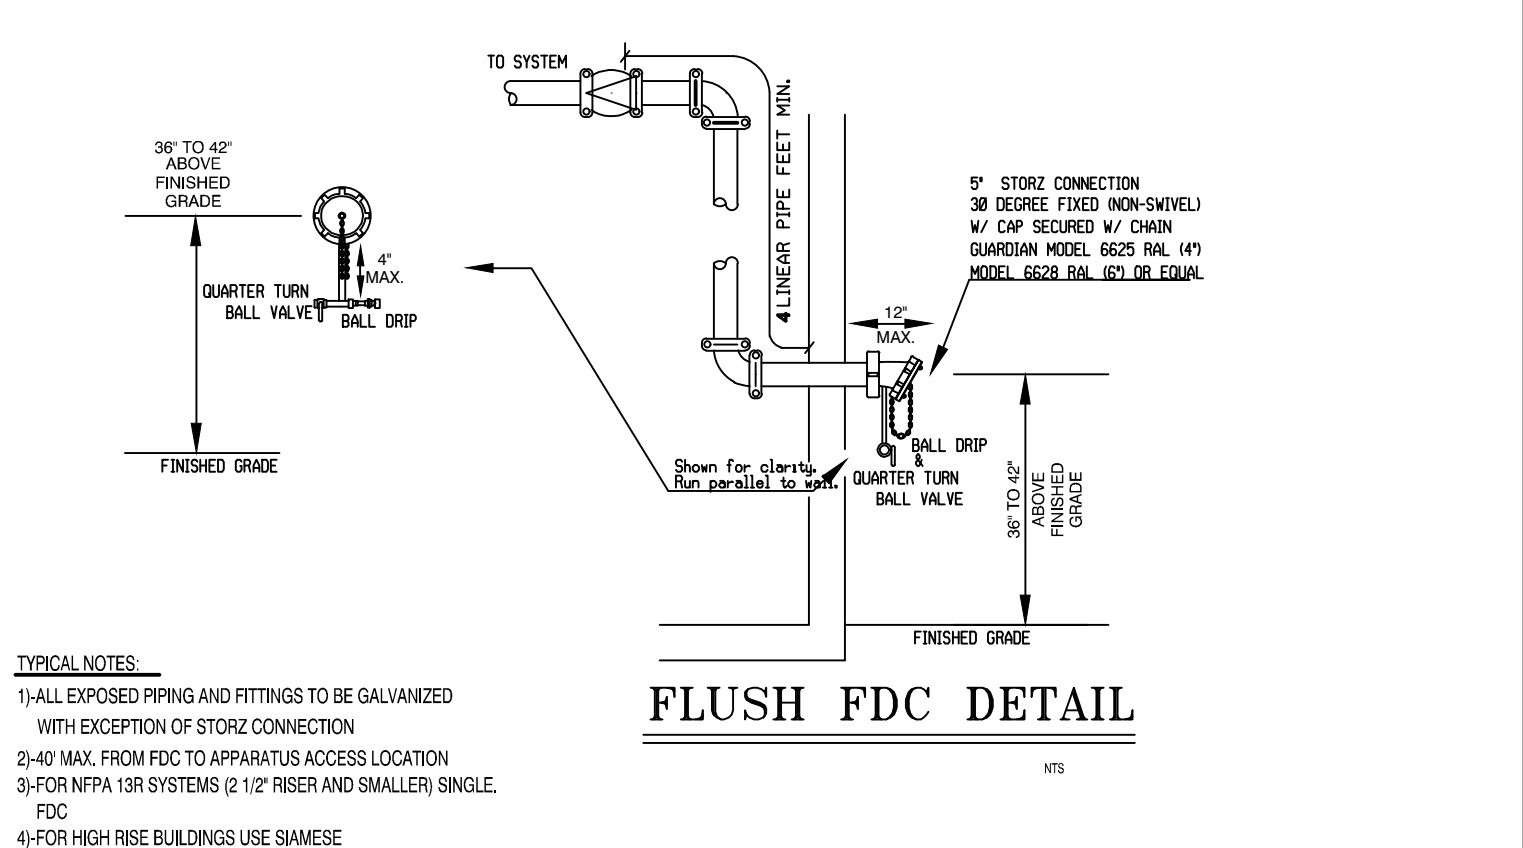 TO SYSTEM
36" TO 42"
ABOVE
FINISHED
GRADE
4"
MAX.
QUARTER TURN
BALL VALVE
BALL DRIP
FINISHED GRADE
4 LINEAR PIPE FEET MIN.
5" STORZ CONNECTION
30 DEGREE FIXED (NON-SWIVEL)
W/ CAP SECURED W/ CHAIN
GUARDIAN MODEL 6625 RAL (4")
MODEL 6628 RAL (6") OR EQUAL
12"
MAX.
Shown for clarity.
Run parallel to wall.
BALL DRIP
&
QUARTER TURN
BALL VALVE
36" TO 42"
ABOVE
FINISHED
GRADE
FINISHED GRADE
FLUSH FDC DETAIL
NTS
TYPICAL NOTES:
1)-ALL EXPOSED PIPING AND FITTINGS TO BE GALVANIZED
WITH EXCEPTION OF STORZ CONNECTION
2)-40' MAX. FROM FDC TO APPARATUS ACCESS LOCATION
3)-FOR NFPA 13R SYSTEMS (2 1/2" RISER AND SMALLER) SINGLE.
FDC
4)-FOR HIGH RISE BUILDINGS USE SIAMESE